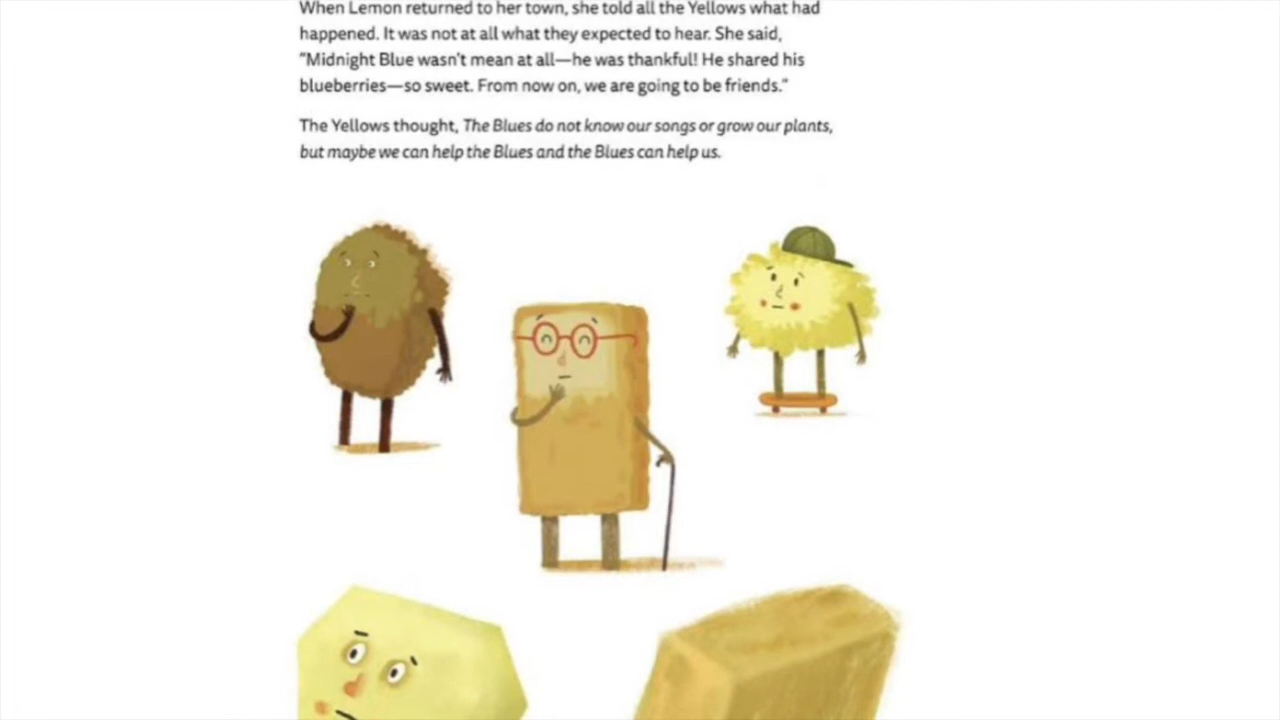 When Lemon returned to her town, she told all the Yellows what had
happened. It was not at all what they expected to hear. She said,
"Midnight Blue wasn't mean at all—he was thankful! He shared his
blueberries—so sweet. From now on, we are going to be friends."
The Yellows thought, The Blues do not know our songs or grow our plants,
but maybe we can help the Blues and the Blues can help us.